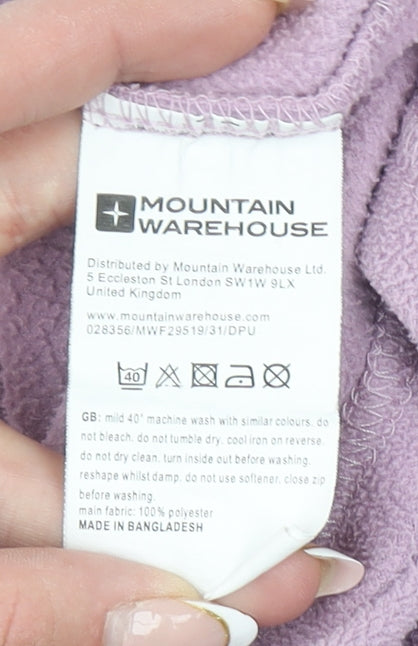 MOUNTAIN
WAREHOUSE
Distributed by Mountain Warehouse Ltd.
5 Eccleston St London SW1W 9LX
United Kingdom
www.mountainwarehouse.com
028356/MWF29519/31/DPU
40
GB: mild 40° machine wash with similar colours. do
not bleach. do not tumble dry. cool iron on reverse.
do not dry clean. turn inside out before washing.
reshape whilst damp. do not use softener. close zip
before washing.
main fabric: 100% polyester
MADE IN BANGLADESH